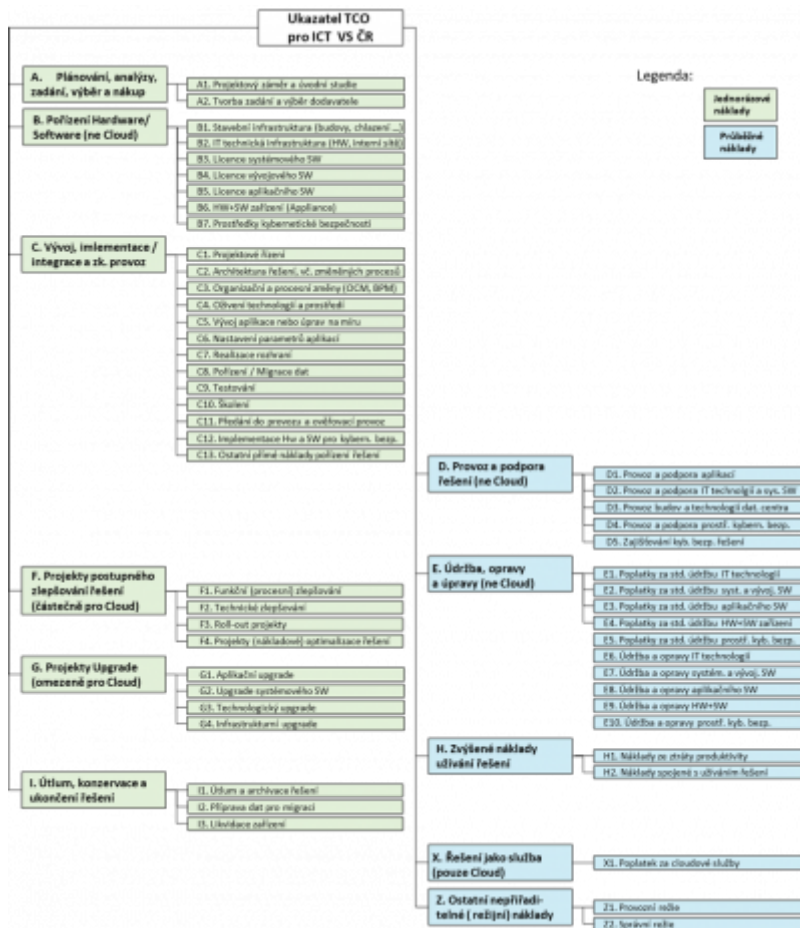 Ukazatel TCO
pro ICT VS ČR
Legenda:
Jednorázové
náklady
Průběžné
náklady
A. Plánování, analýzy,
zadání, výběr a nákup
A1. Projektový záměr a úvodní studie
A2. Tvorba zadání a výběr dodavatele
B. Pořízení Hardware/
Software (ne Cloud)
B1. Stavební infrastruktura (budovy, chlazení ...)
B2. IT technická infrastruktura (HW, interní sítě)
B3. Licence systémového SW
B4. Licence vývojového SW
B5. Licence aplikačního SW
B6. HW+SW zařízení (Appliance)
B7. Prostředky kybernetické bezpečnosti
C. Vývoj, imlementace /
integrace a zk. provoz
C1. Projektové řízení
C2. Architektura řešení, vč. změněných procesů
C3. Organizační a procesní změny (OCM, BPM)
C4. Oživení technologií a prostředí
C5. Vývoj aplikace nebo úprav na míru
C6. Nastavení parametrů aplikací
C7. Realizace rozhraní
C8. Pořízení / Migrace dat
C9. Testování
C10. Školení
C11. Předání do provozu a ověřovací provoz
C12. Implementace Hw a SW pro kybern. bezp.
C13. Ostatní přímé náklady pořízení řešení
D. Provoz a podpora
řešení (ne Cloud)
D1. Provoz a podpora aplikací
D2. Provoz a podpora IT technolgií a sys. SW
D3. Provoz budov a technologií dat. centra
D4. Provoz a podpora prostř. kybern. bezp.
D5. Zajišťování kyb. bezp. řešení
E. Údržba, opravy
a úpravy (ne Cloud)
E1. Poplatky za std. údržbu IT technologií
E2. Poplatky za std. údržbu syst. a vývoj. SW
E3. Poplatky za std. údržbu aplikačního SW
E4. Poplatky za std. údržbu HW+SW zařízení
E5. Poplatky za std. údržbu prostř. kyb. bezp.
E6. Údržba a opravy IT technologií
E7. Údržba a opravy systém. a vývoj. SW
E8. Údržba a opravy aplikačního SW
E9. Údržba a opravy HW+SW
E10. Údržba a opravy prostř. kyb. bezp.
F. Projekty postupného
zlepšování řešení
(částečně pro Cloud)
F1. Funkční (procesní) zlepšování
F2. Technické zlepšování
F3. Roll-out projekty
F4. Projekty (nákladové) optimalizace řešení
G. Projekty Upgrade
(omezeně pro Cloud)
G1. Aplikační upgrade
G2. Upgrade systémového SW
G3. Technologický upgrade
G4. Infrastrukturní upgrade
H. Zvýšené náklady
užívání řešení
H1. Náklady ze ztráty produktivity
H2. Náklady spojené s užíváním řešení
I. Útlum, konzervace a
ukončení řešení
I1. Útlum a archivace řešení
I2. Příprava dat pro migraci
I3. Likvidace zařízení
X. Řešení jako služba
(pouze Cloud)
X1. Poplatek za cloudové služby
Z. Ostatní nepřiřadi-
telné ( režijní) náklady
Z1. Provozní režie
Z2. Správní režie